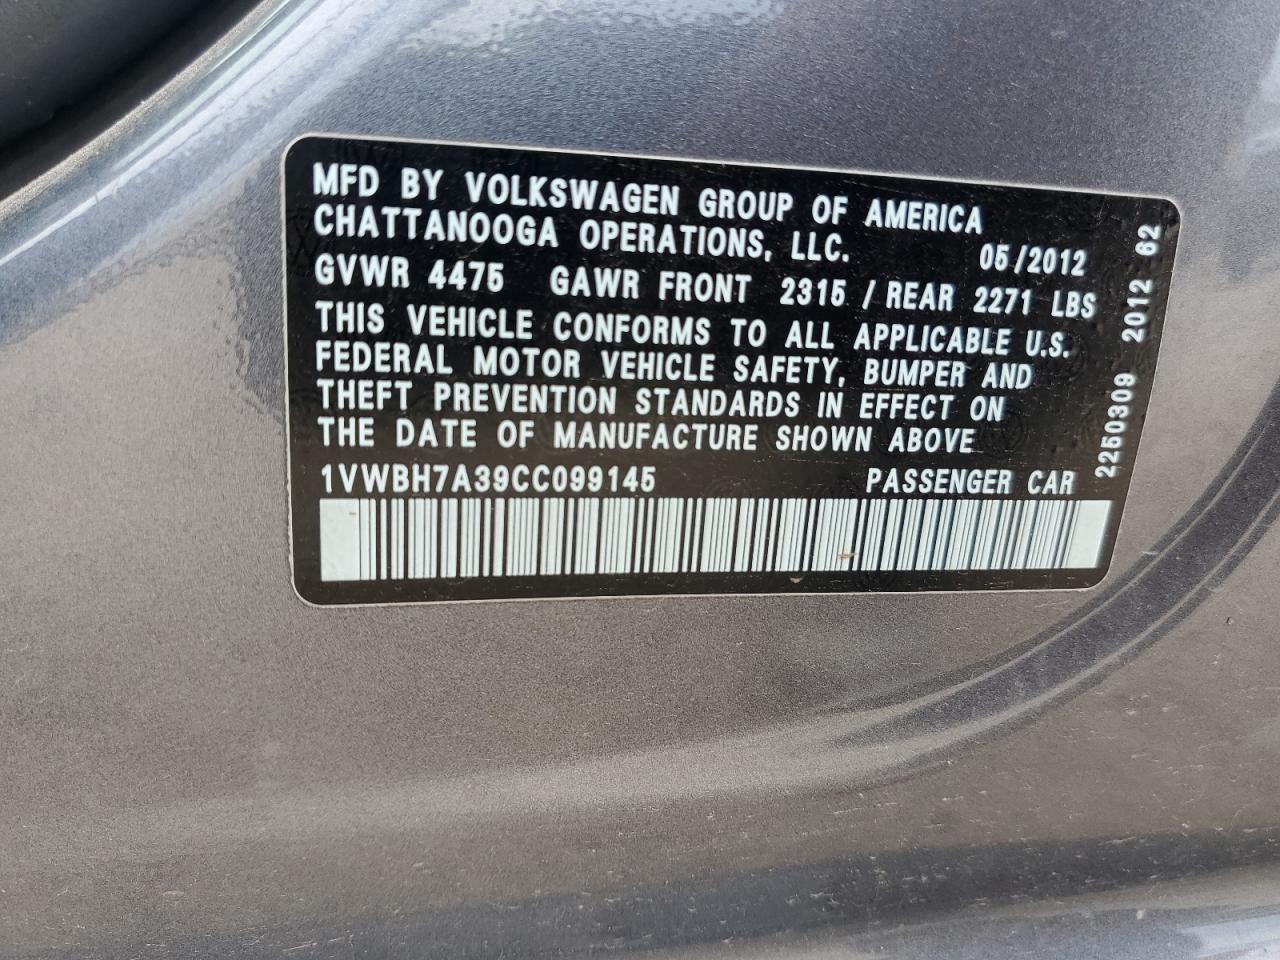 MFD BY VOLKSWAGEN GROUP OF AMERICA
CHATTANOOGA OPERATIONS, LLC. 05/2012
GVWR 4475 GAWR FRONT 2315 / REAR 2271 LBS
THIS VEHICLE CONFORMS TO ALL APPLICABLE U.S.
FEDERAL MOTOR VEHICLE SAFETY, BUMPER AND
THEFT PREVENTION STANDARDS IN EFFECT ON
THE DATE OF MANUFACTURE SHOWN ABOVE
1VWBH7A39CC099145 PASSENGER CAR
2250309 2012 62